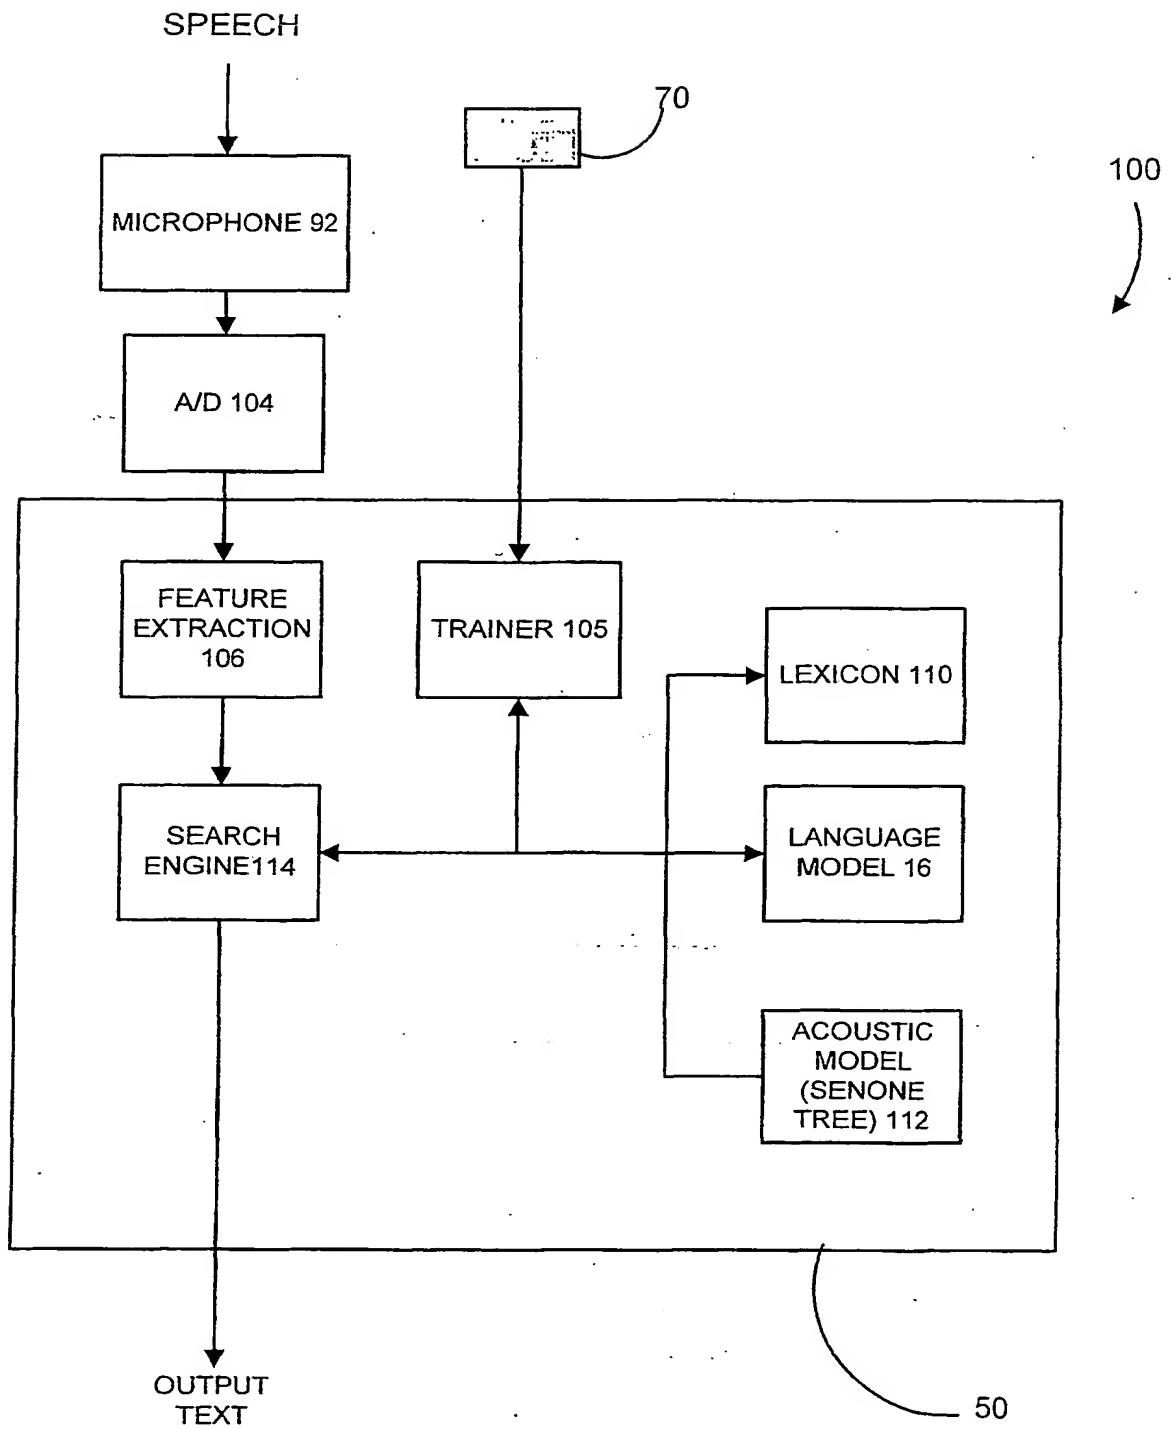 SPEECH
70
100
MICROPHONE 92
A/D 104
FEATURE
EXTRACTION
106
TRAINER 105
LEXICON 110
SEARCH
ENGINE114
LANGUAGE
MODEL 16
ACOUSTIC
MODEL
(SENONE
TREE) 112
OUTPUT
TEXT
50